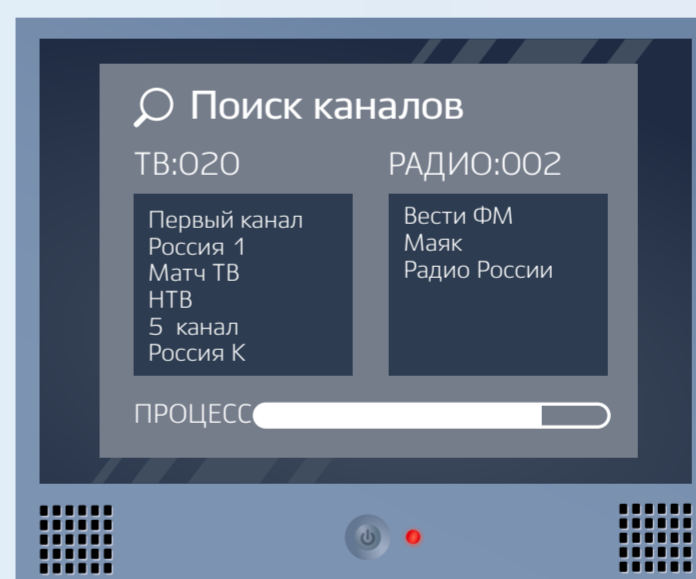 Поиск каналов
ТВ:020
Первый канал
Россия 1
Матч ТВ
НТВ
5 канал
Россия К
РАДИО:002
Вести ФМ
Маяк
Радио России
ПРОЦЕСС